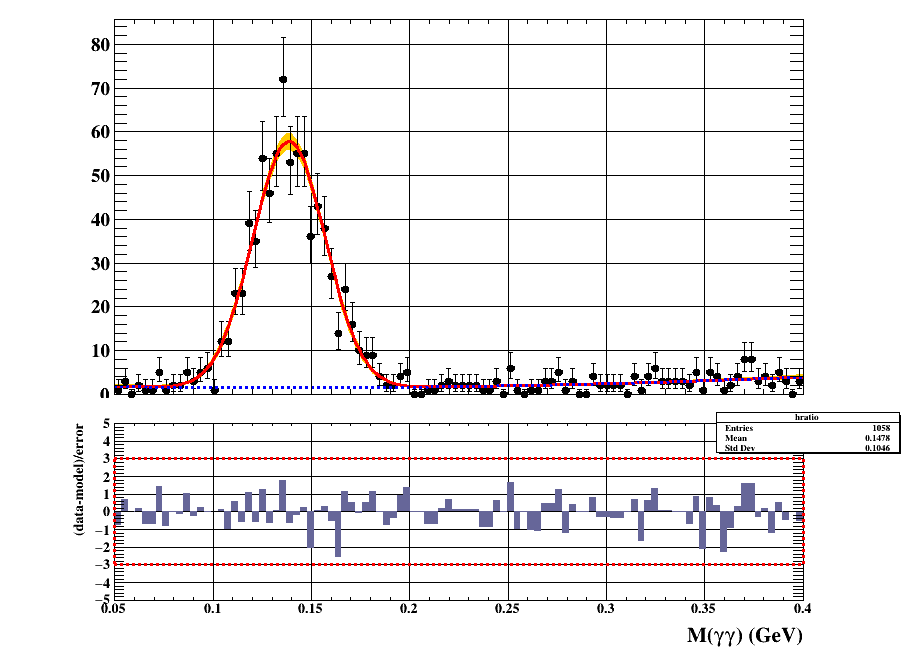 80
70
60
50
40
30
20
10
0
hratio
Entries 1058
Mean 0.1478
Std Dev 0.1046
(data-model)/error
5
4
3
2
1
0
−1
−2
−3
−4
−5
0.05 0.1 0.15 0.2 0.25 0.3 0.35 0.4
M(γγ) (GeV)